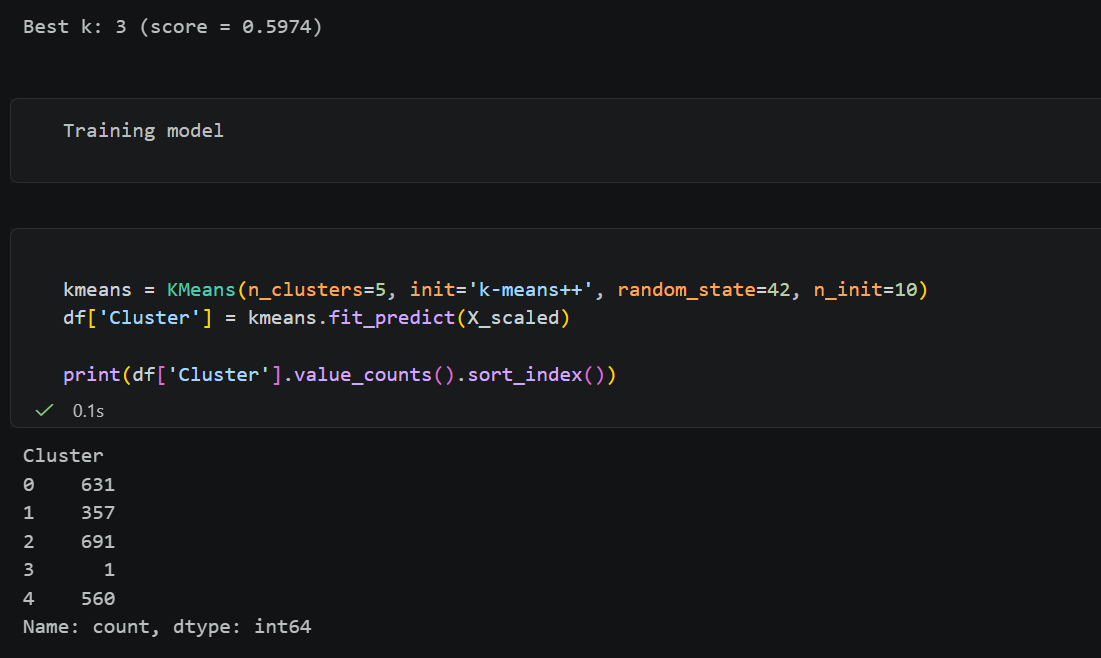 Best k: 3 (score = 0.5974)
Training model
kmeans = KMeans(n_clusters=5, init='k-means++', random_state=42, n_init=10)
df['Cluster'] = kmeans.fit_predict(X_scaled)
print(df['Cluster'].value_counts().sort_index())
0.1s
Cluster
0    631
1    357
2    691
3      1
4    560
Name: count, dtype: int64